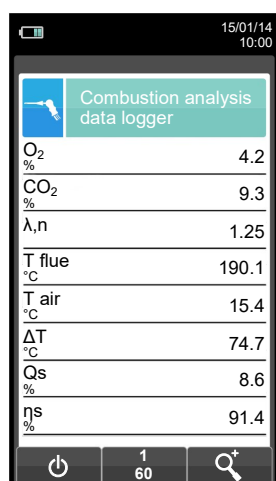 15/01/14
10:00
Combustion analysis
data logger
O₂
% 4.2
CO₂
% 9.3
λ,n 1.25
T flue
°C 190.1
T air
°C 15.4
ΔT
°C 74.7
Qs
% 8.6
ηs
% 91.4
1
60